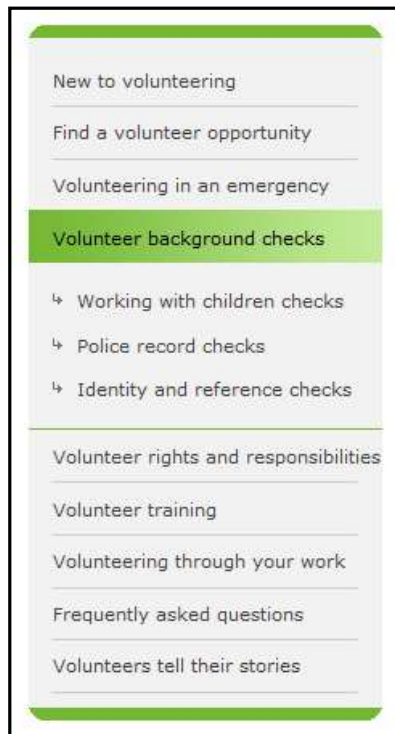 New to volunteering
Find a volunteer opportunity
Volunteering in an emergency
Volunteer background checks
↳ Working with children checks
↳ Police record checks
↳ Identity and reference checks
Volunteer rights and responsibilities
Volunteer training
Volunteering through your work
Frequently asked questions
Volunteers tell their stories